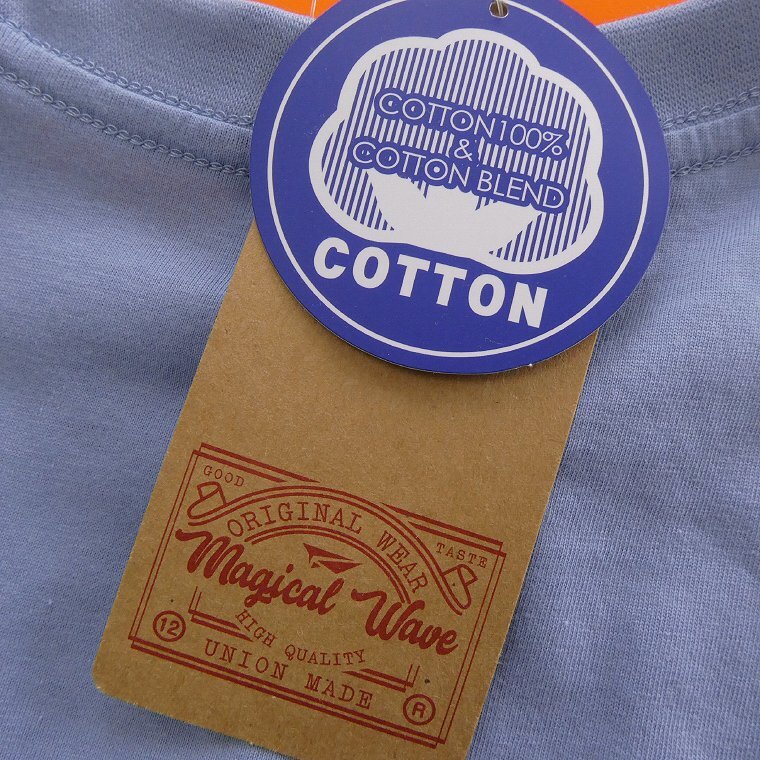 COTTON100%
&
COTTON BLEND
COTTON
GOOD
ORIGINAL WEAR
TASTE
Magical Wave
HIGH QUALITY
12 UNION MADE R